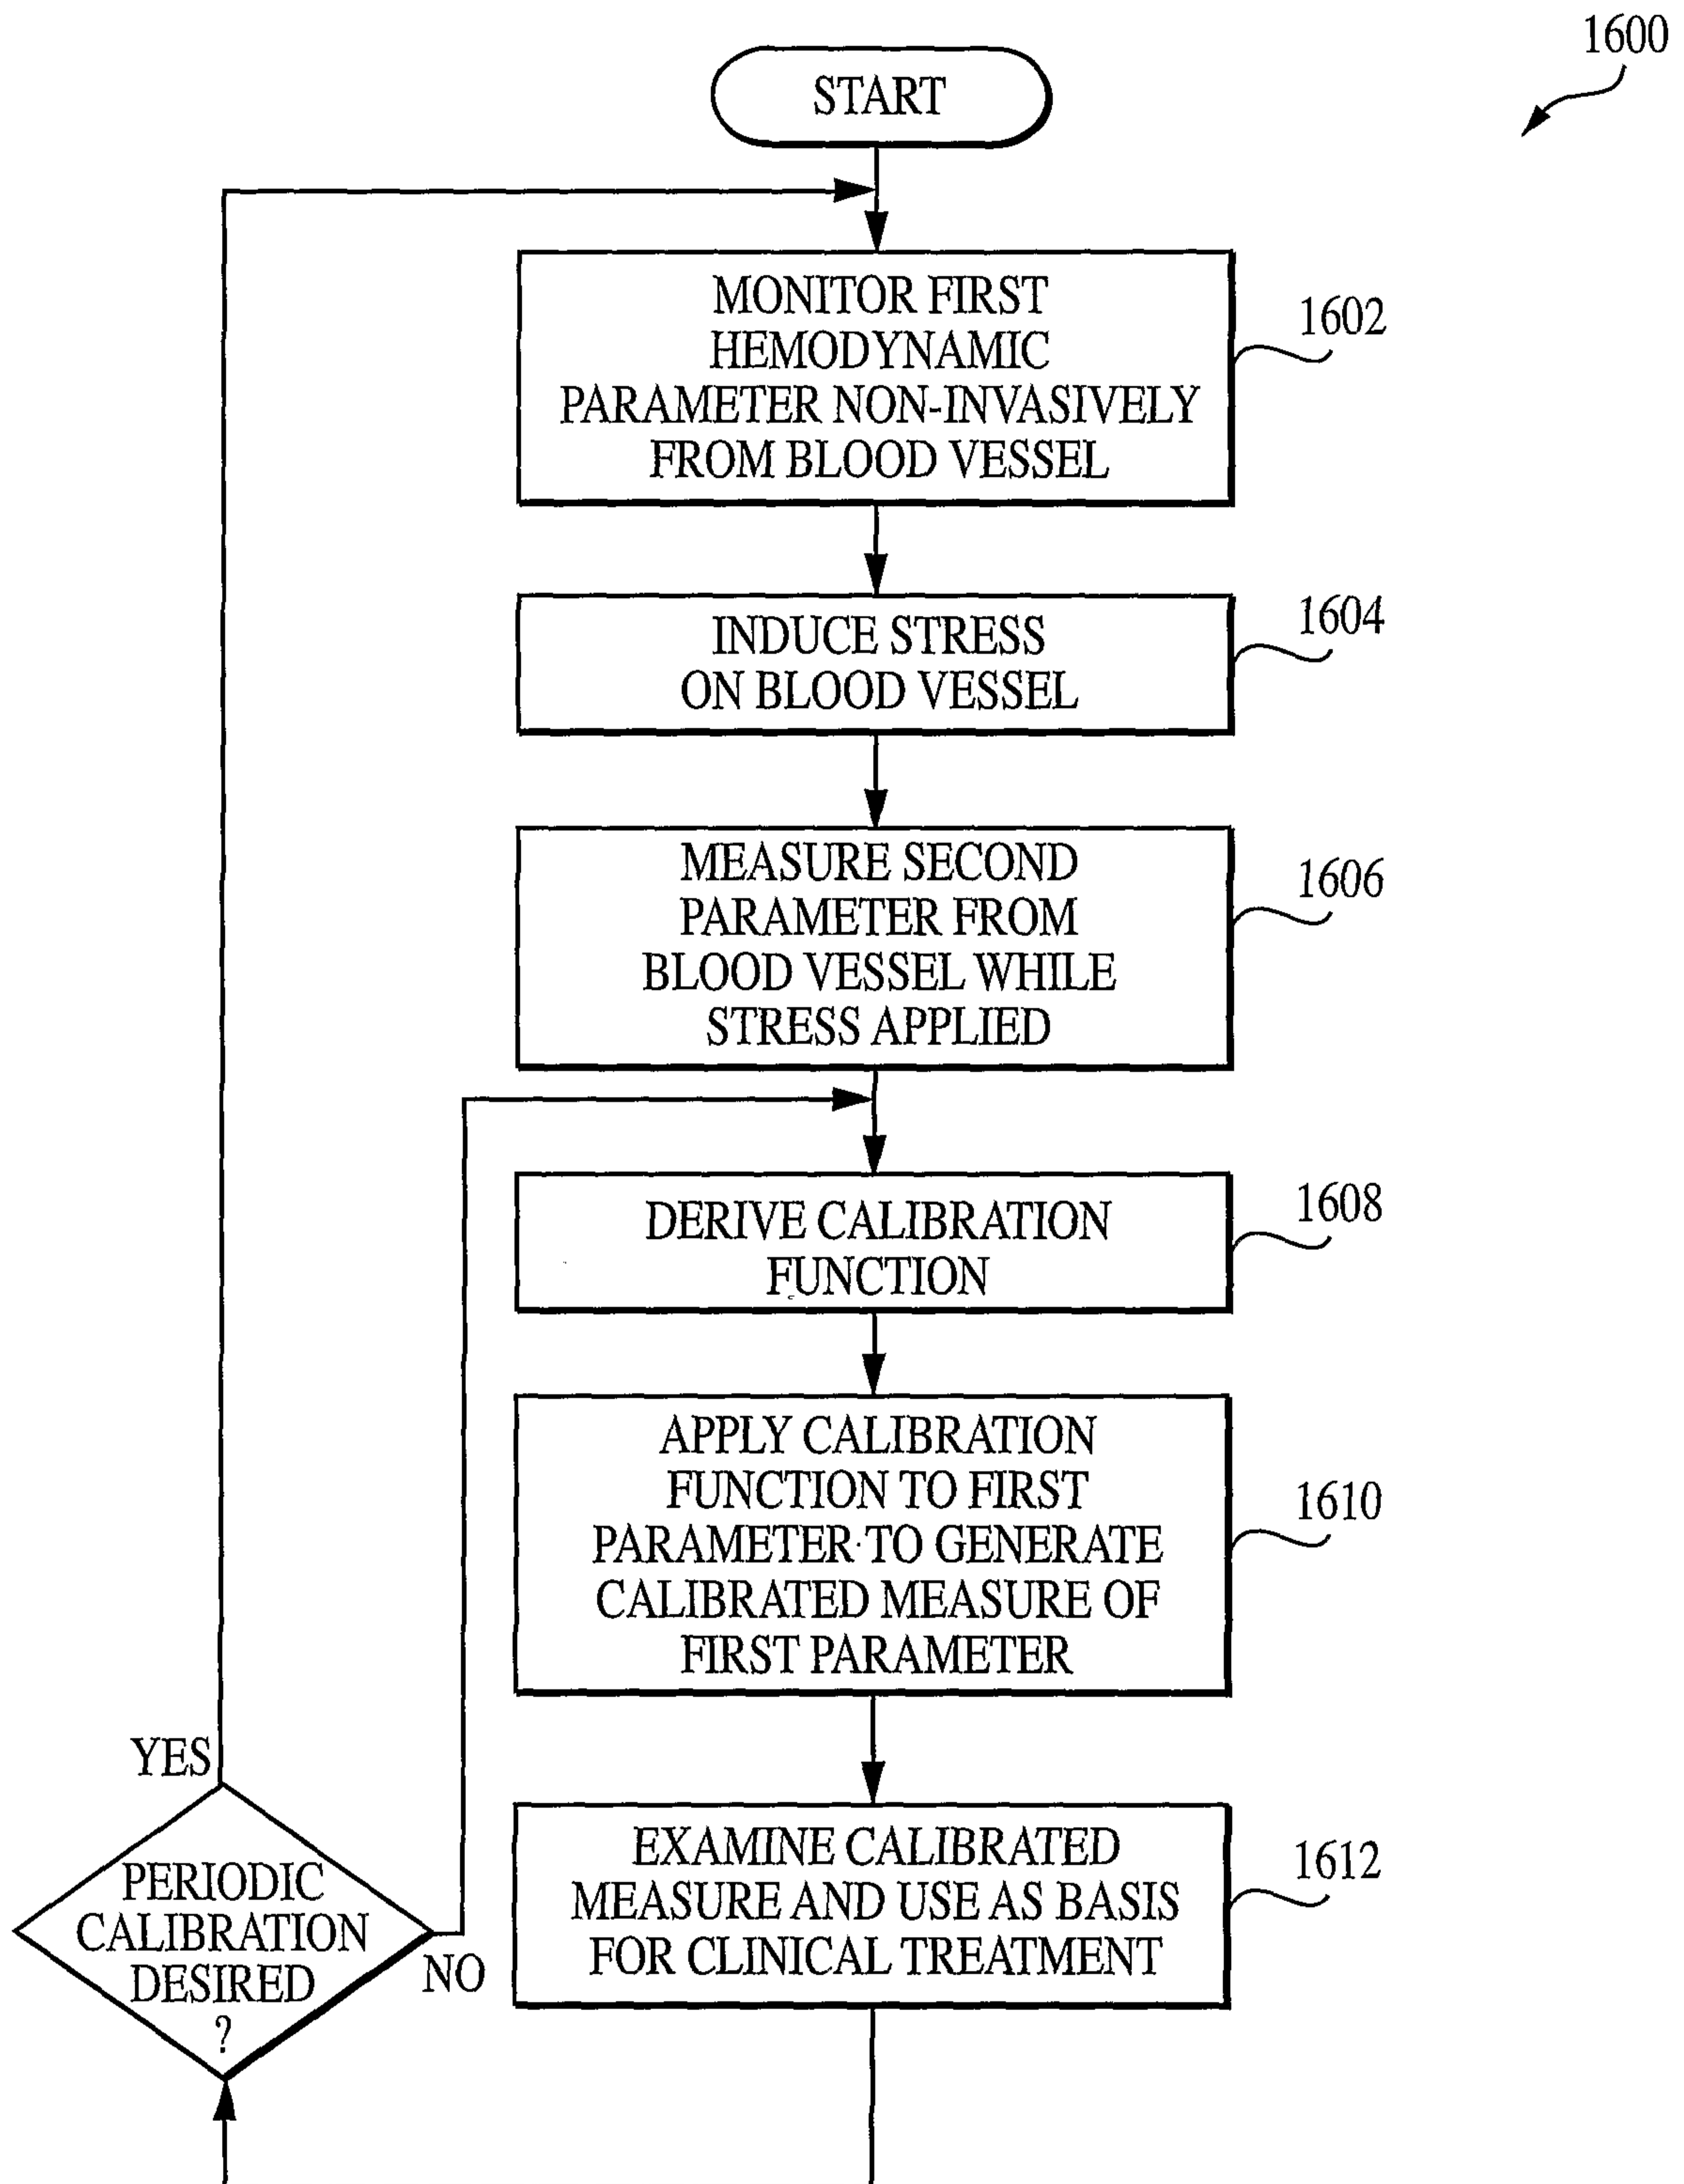 1600
START
MONITOR FIRST
HEMODYNAMIC
PARAMETER NON-INVASIVELY
FROM BLOOD VESSEL
1602
INDUCE STRESS
ON BLOOD VESSEL
1604
MEASURE SECOND
PARAMETER FROM
BLOOD VESSEL WHILE
STRESS APPLIED
1606
DERIVE CALIBRATION
FUNCTION
1608
APPLY CALIBRATION
FUNCTION TO FIRST
PARAMETER TO GENERATE
CALIBRATED MEASURE OF
FIRST PARAMETER
1610
EXAMINE CALIBRATED
MEASURE AND USE AS BASIS
FOR CLINICAL TREATMENT
1612
YES
PERIODIC
CALIBRATION
DESIRED
?
NO